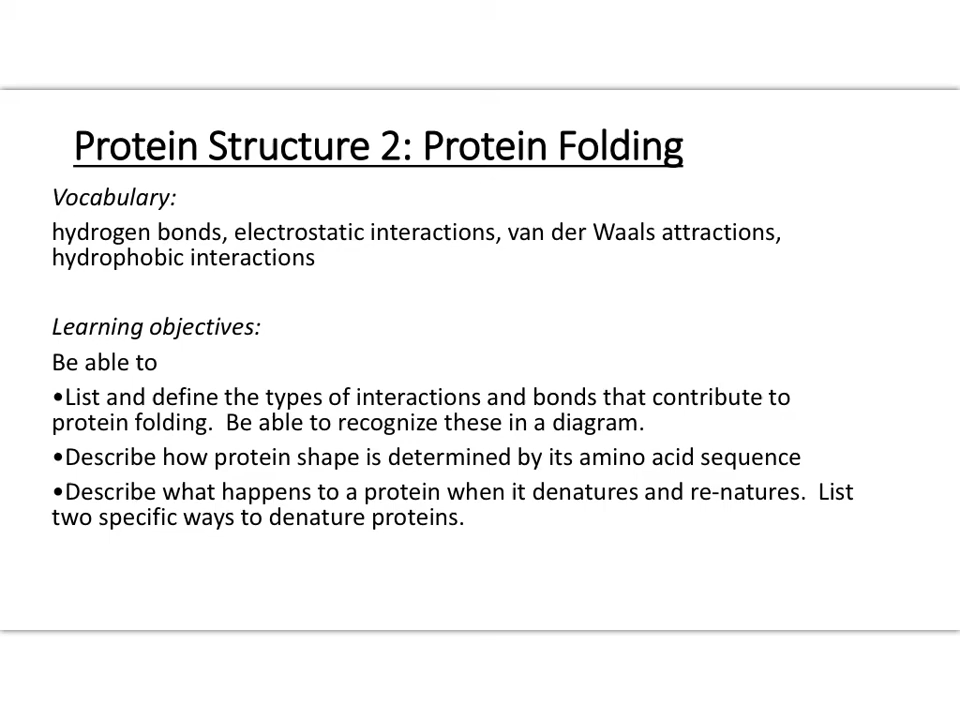 Protein Structure 2: Protein Folding
Vocabulary:
hydrogen bonds, electrostatic interactions, van der Waals attractions,
hydrophobic interactions
Learning objectives:
Be able to
•List and define the types of interactions and bonds that contribute to
protein folding.  Be able to recognize these in a diagram.
•Describe how protein shape is determined by its amino acid sequence
•Describe what happens to a protein when it denatures and re-natures.  List
two specific ways to denature proteins.